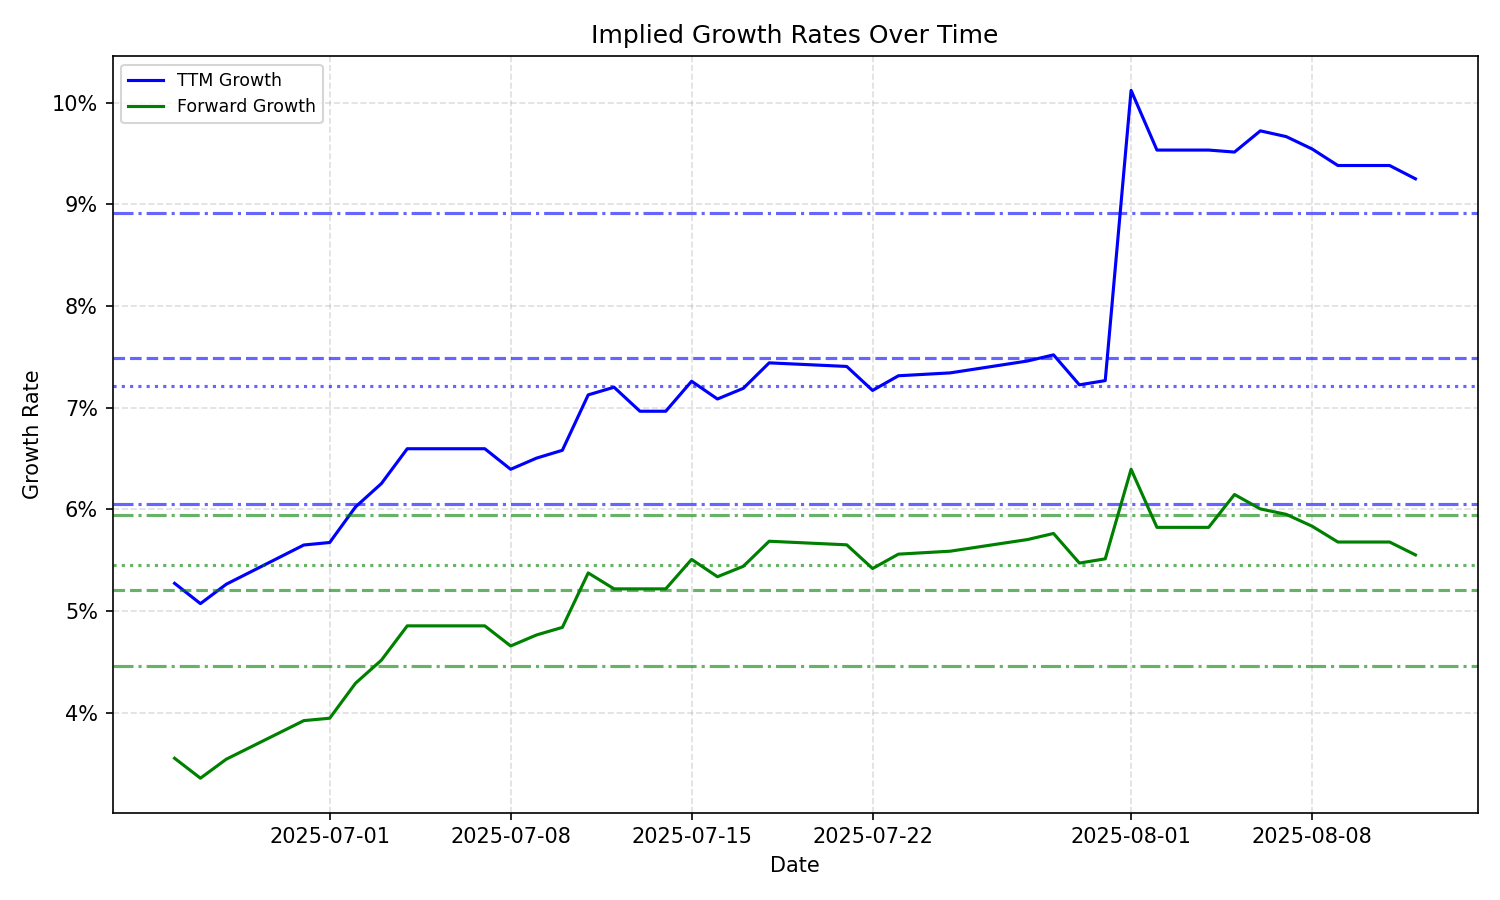 Implied Growth Rates Over Time
TTM Growth
Forward Growth
10%
9%
8%
7%
6%
5%
4%
Growth Rate
2025-07-01
2025-07-08
2025-07-15
2025-07-22
2025-08-01
2025-08-08
Date